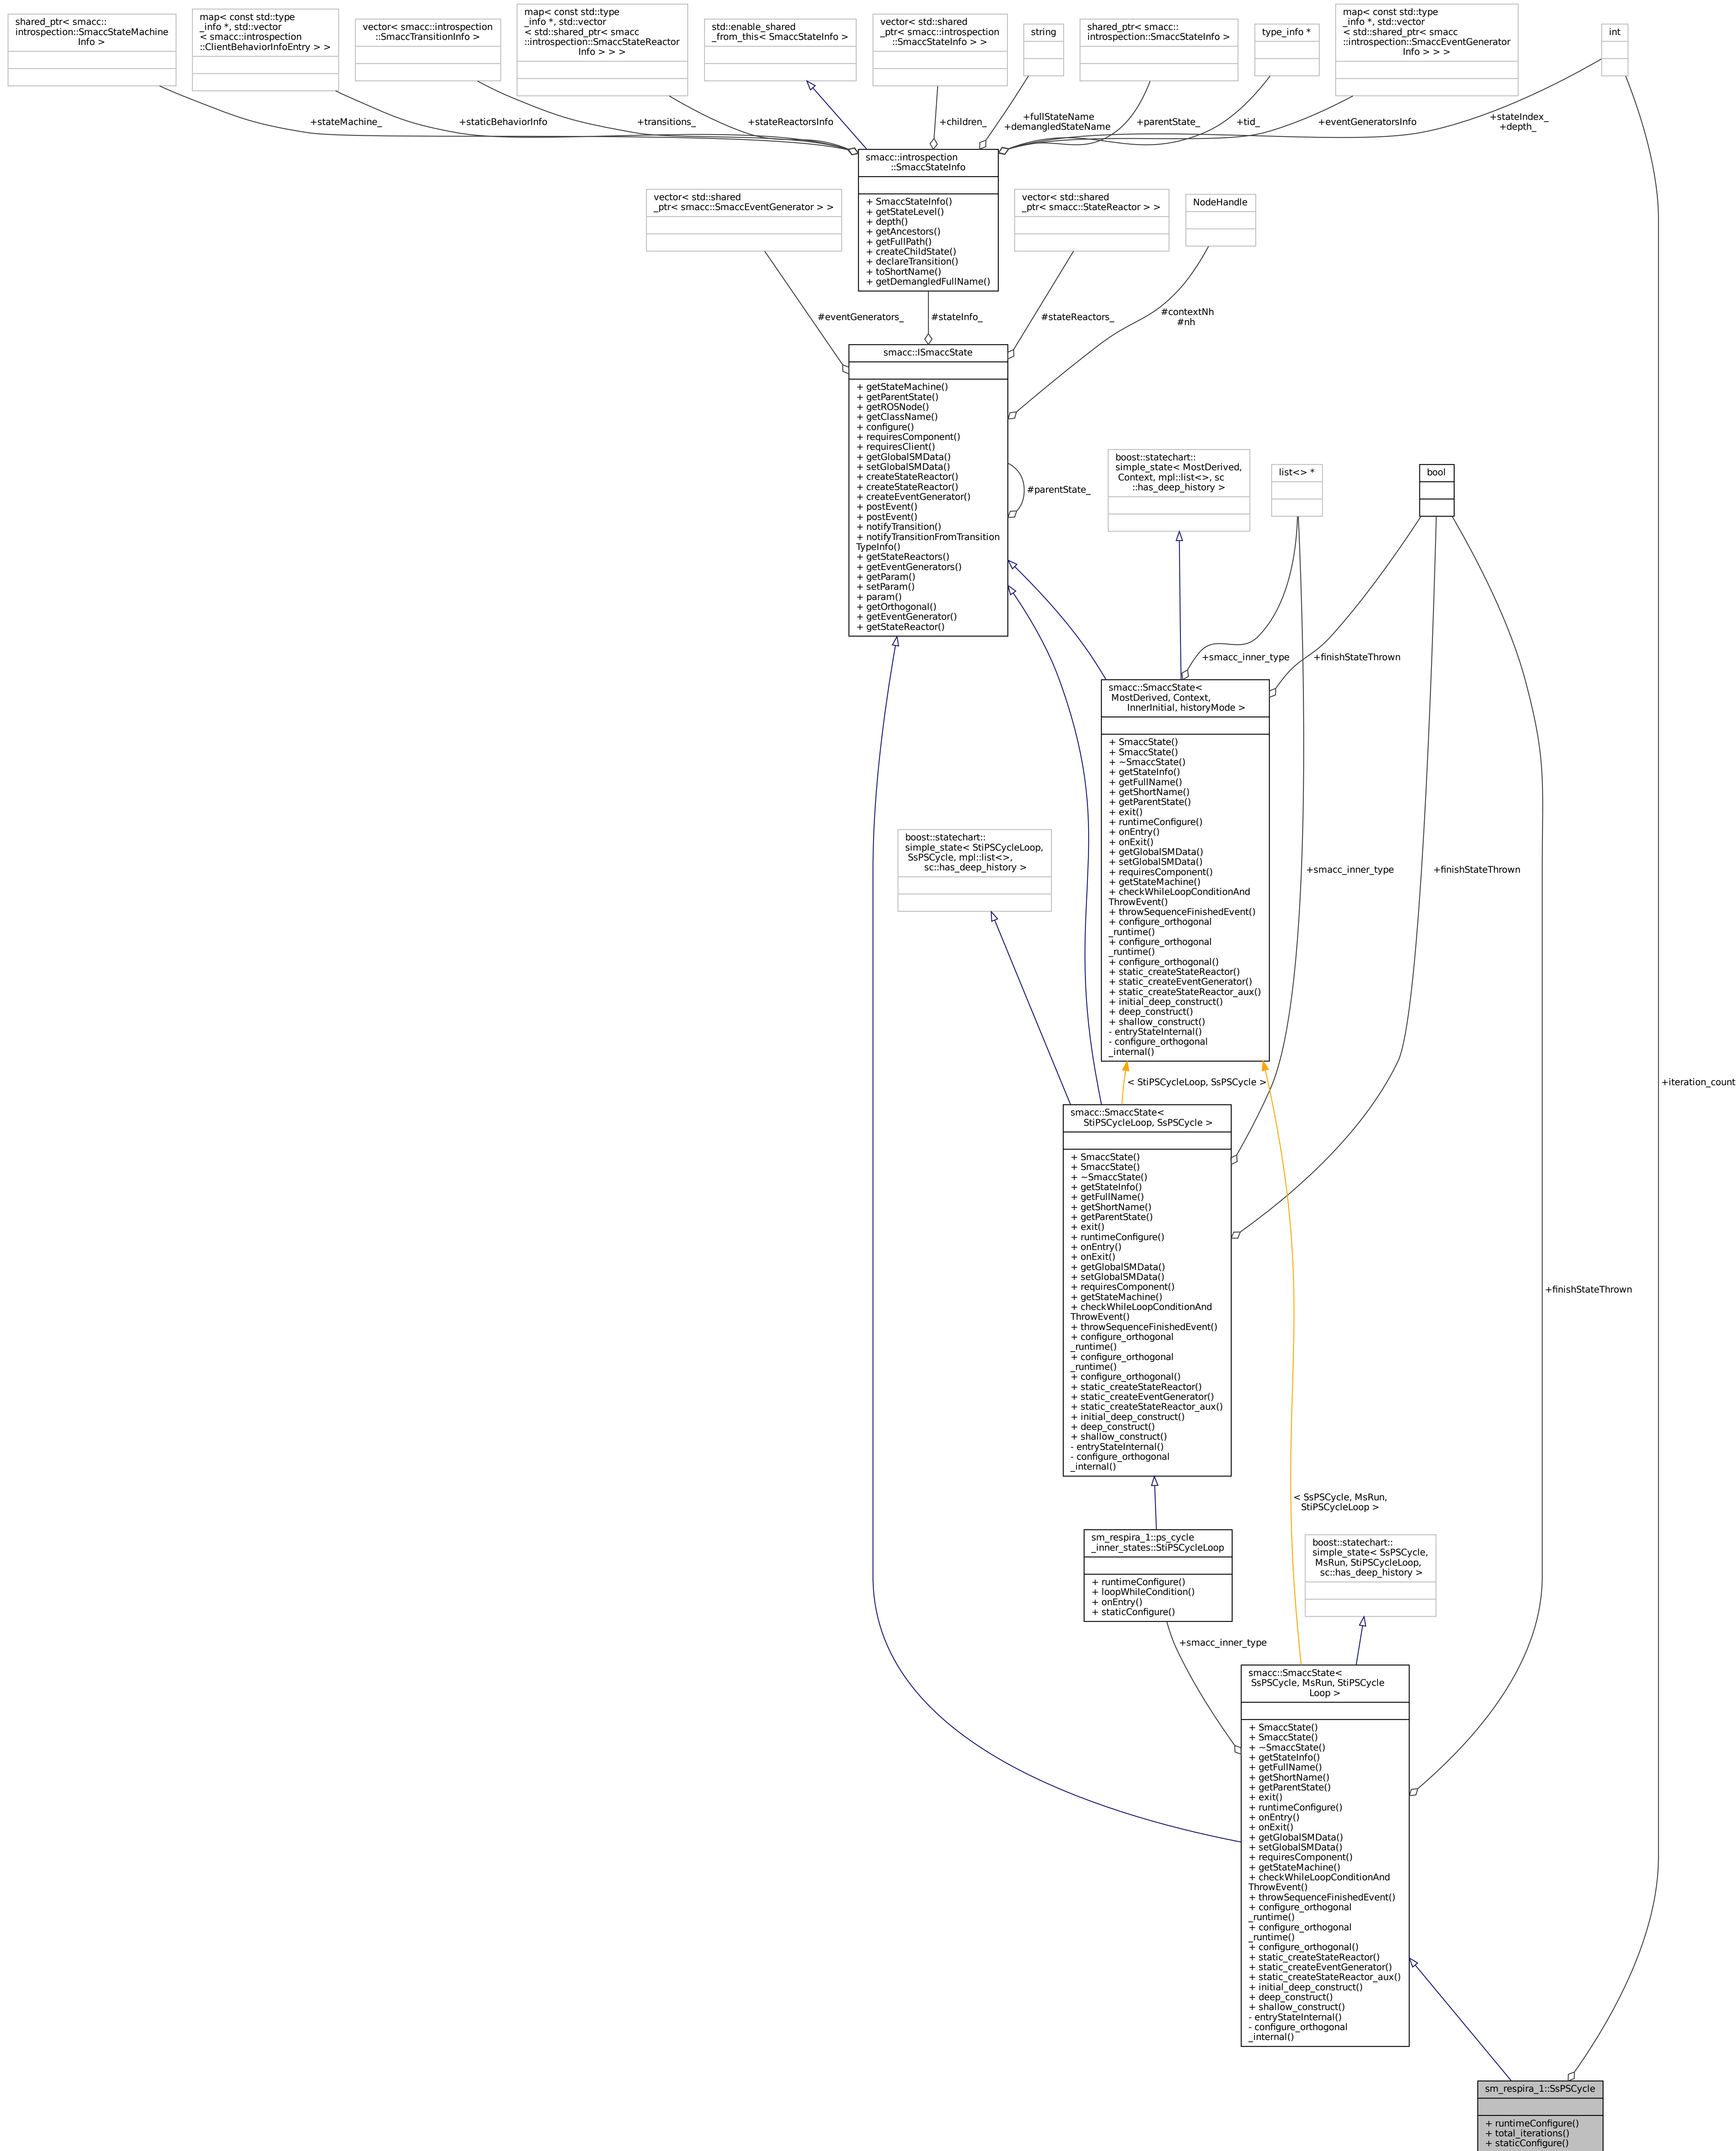 shared_ptr< smacc::
introspection::SmaccStateMachine
Info >
map< const std::type
_info *, std::vector
< smacc::introspection
::ClientBehaviorInfoEntry > >
vector< smacc::introspection
::SmaccTransitionInfo >
map< const std::type
_info *, std::vector
< std::shared_ptr< smacc
::introspection::SmaccStateReactor
Info > > >
std::enable_shared
_from_this< SmaccStateInfo >
vector< std::shared
_ptr< smacc::introspection
::SmaccStateInfo > >
string
shared_ptr< smacc::
introspection::SmaccStateInfo >
type_info *
map< const std::type
_info *, std::vector
< std::shared_ptr< smacc
::introspection::SmaccEventGenerator
Info > > >
int
+stateMachine_
+staticBehaviorInfo
+transitions_
+stateReactorsInfo
+children_
+fullStateName
+demangledStateName
+parentState_
+tid_
+eventGeneratorsInfo
+stateIndex_
+depth_
smacc::introspection
::SmaccStateInfo
+ SmaccStateInfo()
+ getStateLevel()
+ depth()
+ getAncestors()
+ getFullPath()
+ createChildState()
+ declareTransition()
+ toShortName()
+ getDemangledFullName()
vector< std::shared
_ptr< smacc::SmaccEventGenerator > >
vector< std::shared
_ptr< smacc::StateReactor > >
NodeHandle
#eventGenerators_
#stateInfo_
#stateReactors_
#contextNh
#nh
smacc::ISmaccState
+ getStateMachine()
+ getParentState()
+ getROSNode()
+ getClassName()
+ configure()
+ requiresComponent()
+ requiresClient()
+ getGlobalSMData()
+ setGlobalSMData()
+ createStateReactor()
+ createStateReactor()
+ createEventGenerator()
+ postEvent()
+ postEvent()
+ notifyTransition()
+ notifyTransitionFromTransition
TypeInfo()
+ getStateReactors()
+ getEventGenerators()
+ getParam()
+ setParam()
+ param()
+ getOrthogonal()
+ getEventGenerator()
+ getStateReactor()
#parentState_
boost::statechart::
simple_state< MostDerived,
Context, mpl::list<>, sc
::has_deep_history >
list<> *
bool
+smacc_inner_type
+finishStateThrown
smacc::SmaccState<
MostDerived, Context,
InnerInitial, historyMode >
+ SmaccState()
+ SmaccState()
+ ~SmaccState()
+ getStateInfo()
+ getFullName()
+ getShortName()
+ getParentState()
+ exit()
+ runtimeConfigure()
+ onEntry()
+ onExit()
+ getGlobalSMData()
+ setGlobalSMData()
+ requiresComponent()
+ getStateMachine()
+ checkWhileLoopConditionAnd
ThrowEvent()
+ throwSequenceFinishedEvent()
+ configure_orthogonal
_runtime()
+ configure_orthogonal
_runtime()
+ configure_orthogonal()
+ static_createStateReactor()
+ static_createEventGenerator()
+ static_createStateReactor_aux()
+ initial_deep_construct()
+ deep_construct()
+ shallow_construct()
- entryStateInternal()
- configure_orthogonal
_internal()
boost::statechart::
simple_state< StiPSCycleLoop,
SsPSCycle, mpl::list<>,
sc::has_deep_history >
+smacc_inner_type
+finishStateThrown
< StiPSCycleLoop, SsPSCycle >
+iteration_count
smacc::SmaccState<
StiPSCycleLoop, SsPSCycle >
+ SmaccState()
+ SmaccState()
+ ~SmaccState()
+ getStateInfo()
+ getFullName()
+ getShortName()
+ getParentState()
+ exit()
+ runtimeConfigure()
+ onEntry()
+ onExit()
+ getGlobalSMData()
+ setGlobalSMData()
+ requiresComponent()
+ getStateMachine()
+ checkWhileLoopConditionAnd
ThrowEvent()
+ throwSequenceFinishedEvent()
+ configure_orthogonal
_runtime()
+ configure_orthogonal
_runtime()
+ configure_orthogonal()
+ static_createStateReactor()
+ static_createEventGenerator()
+ static_createStateReactor_aux()
+ initial_deep_construct()
+ deep_construct()
+ shallow_construct()
- entryStateInternal()
- configure_orthogonal
_internal()
+finishStateThrown
< SsPSCycle, MsRun,
StiPSCycleLoop >
sm_respira_1::ps_cycle
_inner_states::StiPSCycleLoop
+ runtimeConfigure()
+ loopWhileCondition()
+ onEntry()
+ staticConfigure()
boost::statechart::
simple_state< SsPSCycle,
MsRun, StiPSCycleLoop,
sc::has_deep_history >
+smacc_inner_type
smacc::SmaccState<
SsPSCycle, MsRun, StiPSCycle
Loop >
+ SmaccState()
+ SmaccState()
+ ~SmaccState()
+ getStateInfo()
+ getFullName()
+ getShortName()
+ getParentState()
+ exit()
+ runtimeConfigure()
+ onEntry()
+ onExit()
+ getGlobalSMData()
+ setGlobalSMData()
+ requiresComponent()
+ getStateMachine()
+ checkWhileLoopConditionAnd
ThrowEvent()
+ throwSequenceFinishedEvent()
+ configure_orthogonal
_runtime()
+ configure_orthogonal
_runtime()
+ configure_orthogonal()
+ static_createStateReactor()
+ static_createEventGenerator()
+ static_createStateReactor_aux()
+ initial_deep_construct()
+ deep_construct()
+ shallow_construct()
- entryStateInternal()
- configure_orthogonal
_internal()
sm_respira_1::SsPSCycle
+ runtimeConfigure()
+ total_iterations()
+ staticConfigure()